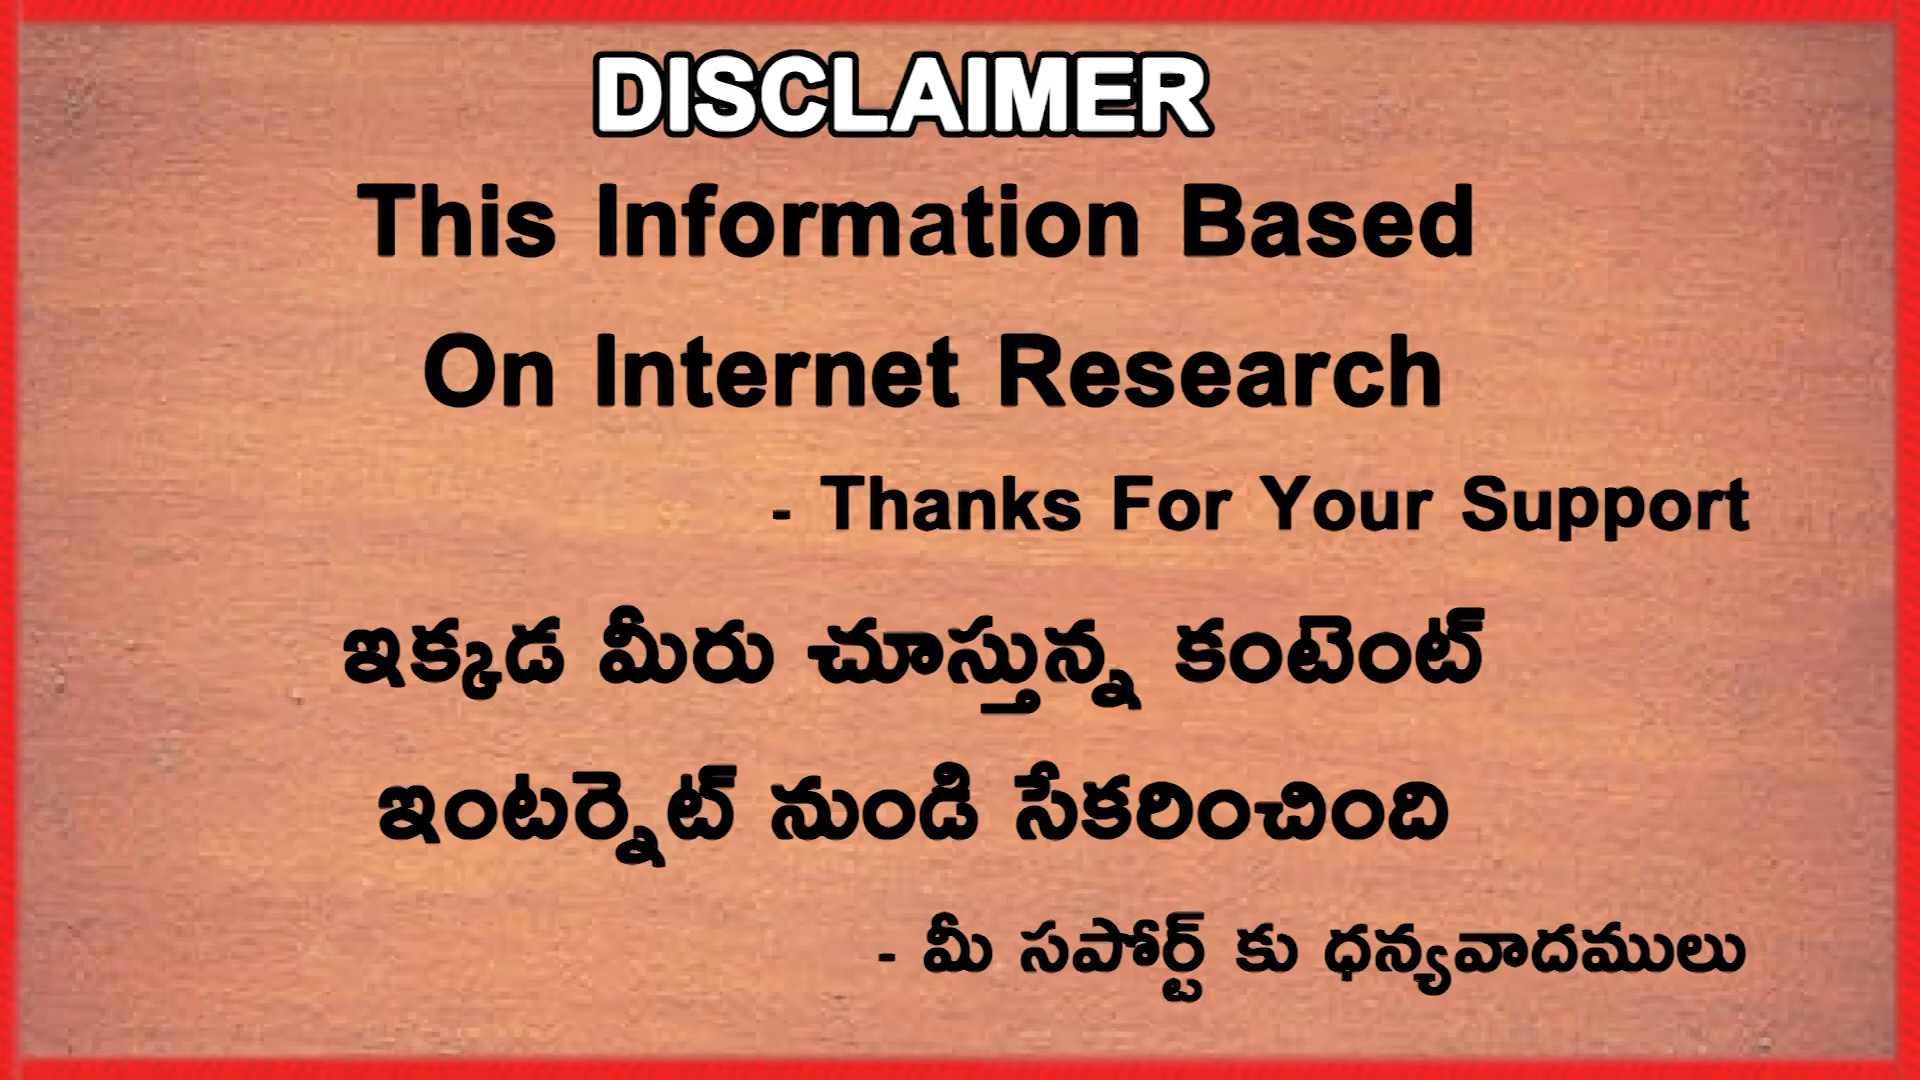 DISCLAIMER
This Information Based
On Internet Research
- Thanks For Your Support
ఇక్కడ మీరు చూస్తున్న కంటెంట్
ఇంటర్నెట్ నుండి సేకరించింది
- మీ సపోర్ట్ కు ధన్యవాదములు